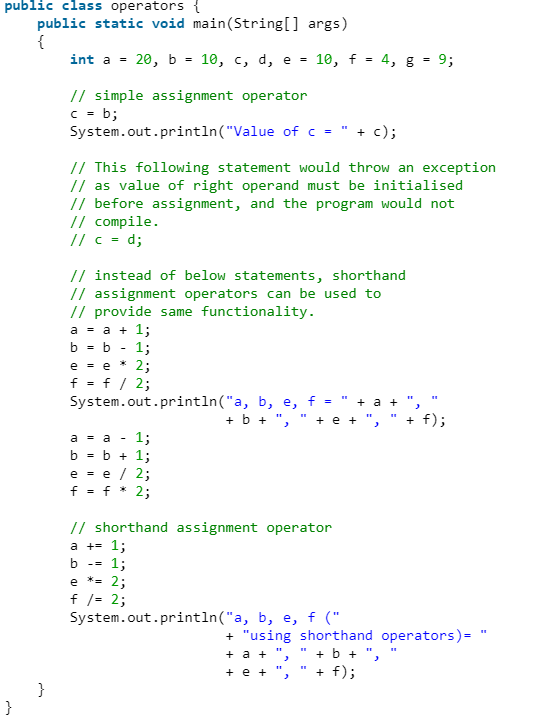 public class operators {
    public static void main(String[] args)
    {
        int a = 20, b = 10, c, d, e = 10, f = 4, g = 9;

        // simple assignment operator
        c = b;
        System.out.println("Value of c = " + c);

        // This following statement would throw an exception
        // as value of right operand must be initialised
        // before assignment, and the program would not
        // compile.
        // c = d;

        // instead of below statements, shorthand
        // assignment operators can be used to
        // provide same functionality.
        a = a + 1;
        b = b - 1;
        e = e * 2;
        f = f / 2;
        System.out.println("a, b, e, f = " + a + ", "
                           + b + ", " + e + ", " + f);
        a = a - 1;
        b = b + 1;
        e = e / 2;
        f = f * 2;

        // shorthand assignment operator
        a += 1;
        b -= 1;
        e *= 2;
        f /= 2;
        System.out.println("a, b, e, f ("
                           + "using shorthand operators)= "
                           + a + ", " + b + ", "
                           + e + ", " + f);
    }
}